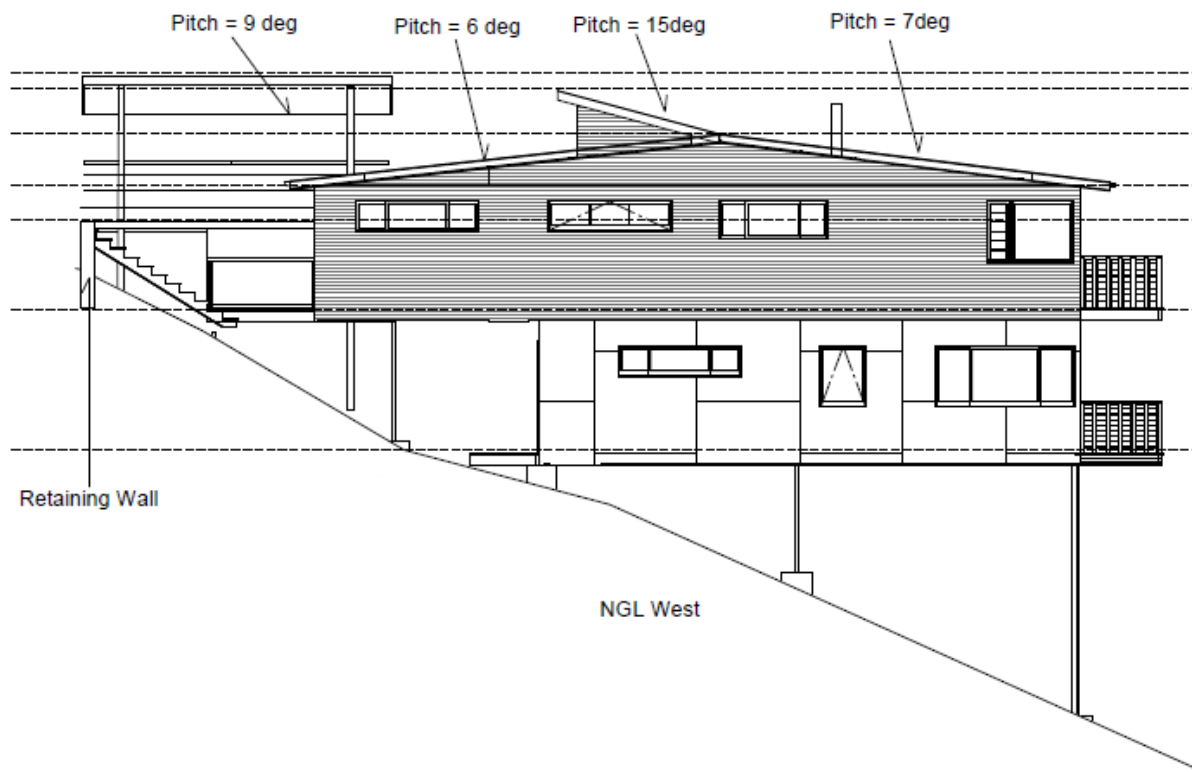 Pitch = 9 deg
Pitch = 6 deg
Pitch = 15deg
Pitch = 7deg
Retaining Wall
NGL West